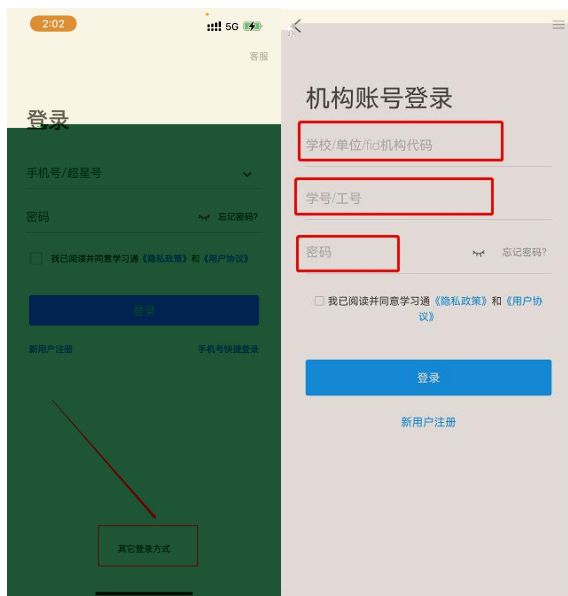 2:02
5G
客服
登录
手机号/超星号
密码
忘记密码?
我已阅读并同意学习通《隐私政策》和《用户协议》
登录
新用户注册
手机号快捷登录
其它登录方式
机构账号登录
学校/单位/fid机构代码
学号/工号
密码
忘记密码?
我已阅读并同意学习通《隐私政策》和《用户协
议》
登录
新用户注册